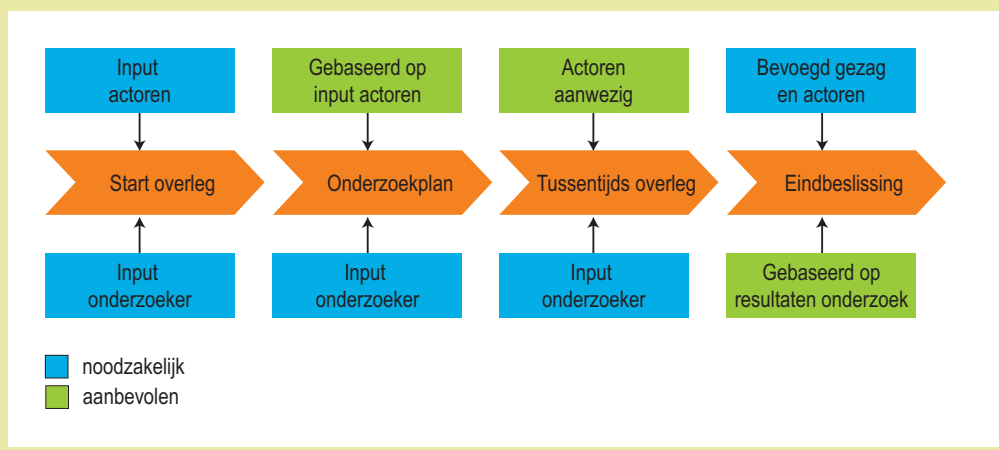 Input
actoren
Gebaseerd op
input actoren
Actoren
aanwezig
Bevoegd gezag
en actoren
Start overleg
Onderzoekplan
Tussentijds overleg
Eindbeslissing
Input
onderzoeker
Input
onderzoeker
Input
onderzoeker
Gebaseerd op
resultaten onderzoek
noodzakelijk
aanbevolen